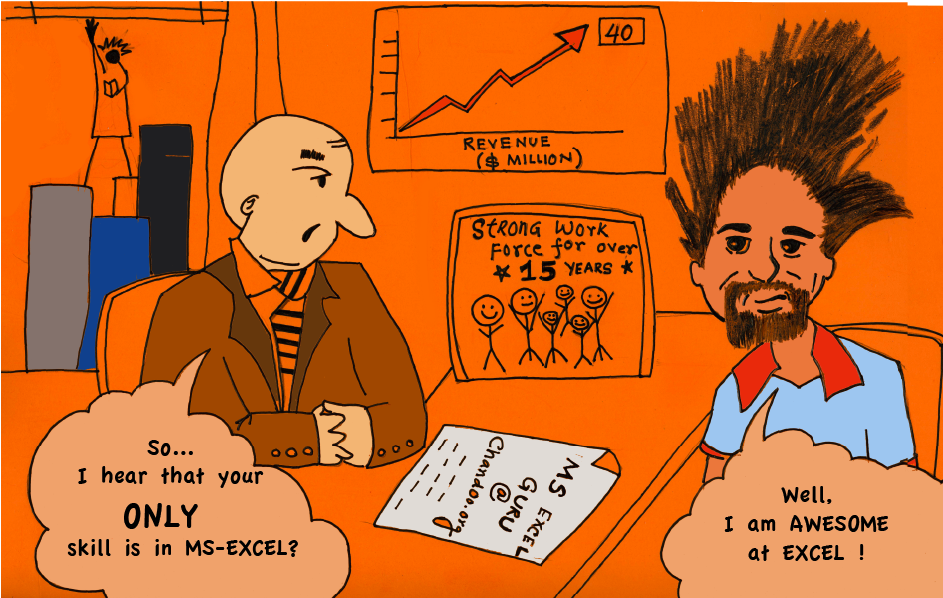 40
REVENUE
($ MILLION)
Strong Work
Force for over
15 YEARS
So...
I hear that your
ONLY
skill is in MS-EXCEL?
MS EXCEL
GURU
@
Chandoo.org
Well,
I am AWESOME
at EXCEL !